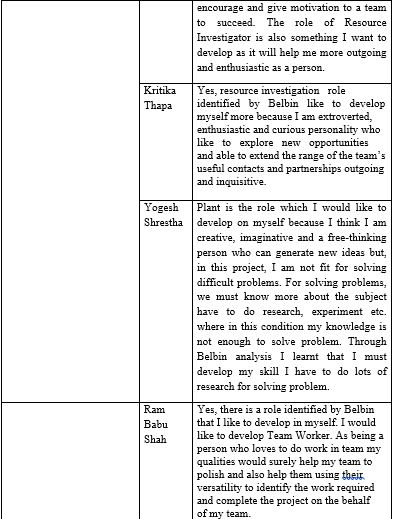 encourage and give motivation to a team
to succeed. The role of Resource
Investigator is also something I want to
develop as it will help me more outgoing
and enthusiastic as a person.
Kritika
Thapa
Yes, resource investigation role
identified by Belbin like to develop
myself more because I am extroverted,
enthusiastic and curious personality who
like to explore new opportunities
and able to extend the range of the team's
useful contacts and partnerships outgoing
and inquisitive.
Yogesh
Shrestha
Plant is the role which I would like to
develop on myself because I think I am
creative, imaginative and a free-thinking
person who can generate new ideas but,
in this project, I am not fit for solving
difficult problems. For solving problems,
we must know more about the subject
have to do research, experiment etc.
where in this condition my knowledge is
not enough to solve problem. Through
Belbin analysis I learnt that I must
develop my skill I have to do lots of
research for solving problem.
Ram
Babu
Shah
Yes, there is a role identified by Belbin
that I like to develop in myself. I would
like to develop Team Worker. As being a
person who loves to do work in team my
qualities would surely help my team to
polish and also help them using their
versatility to identify the work required
and complete the project on the behalf
of my team.